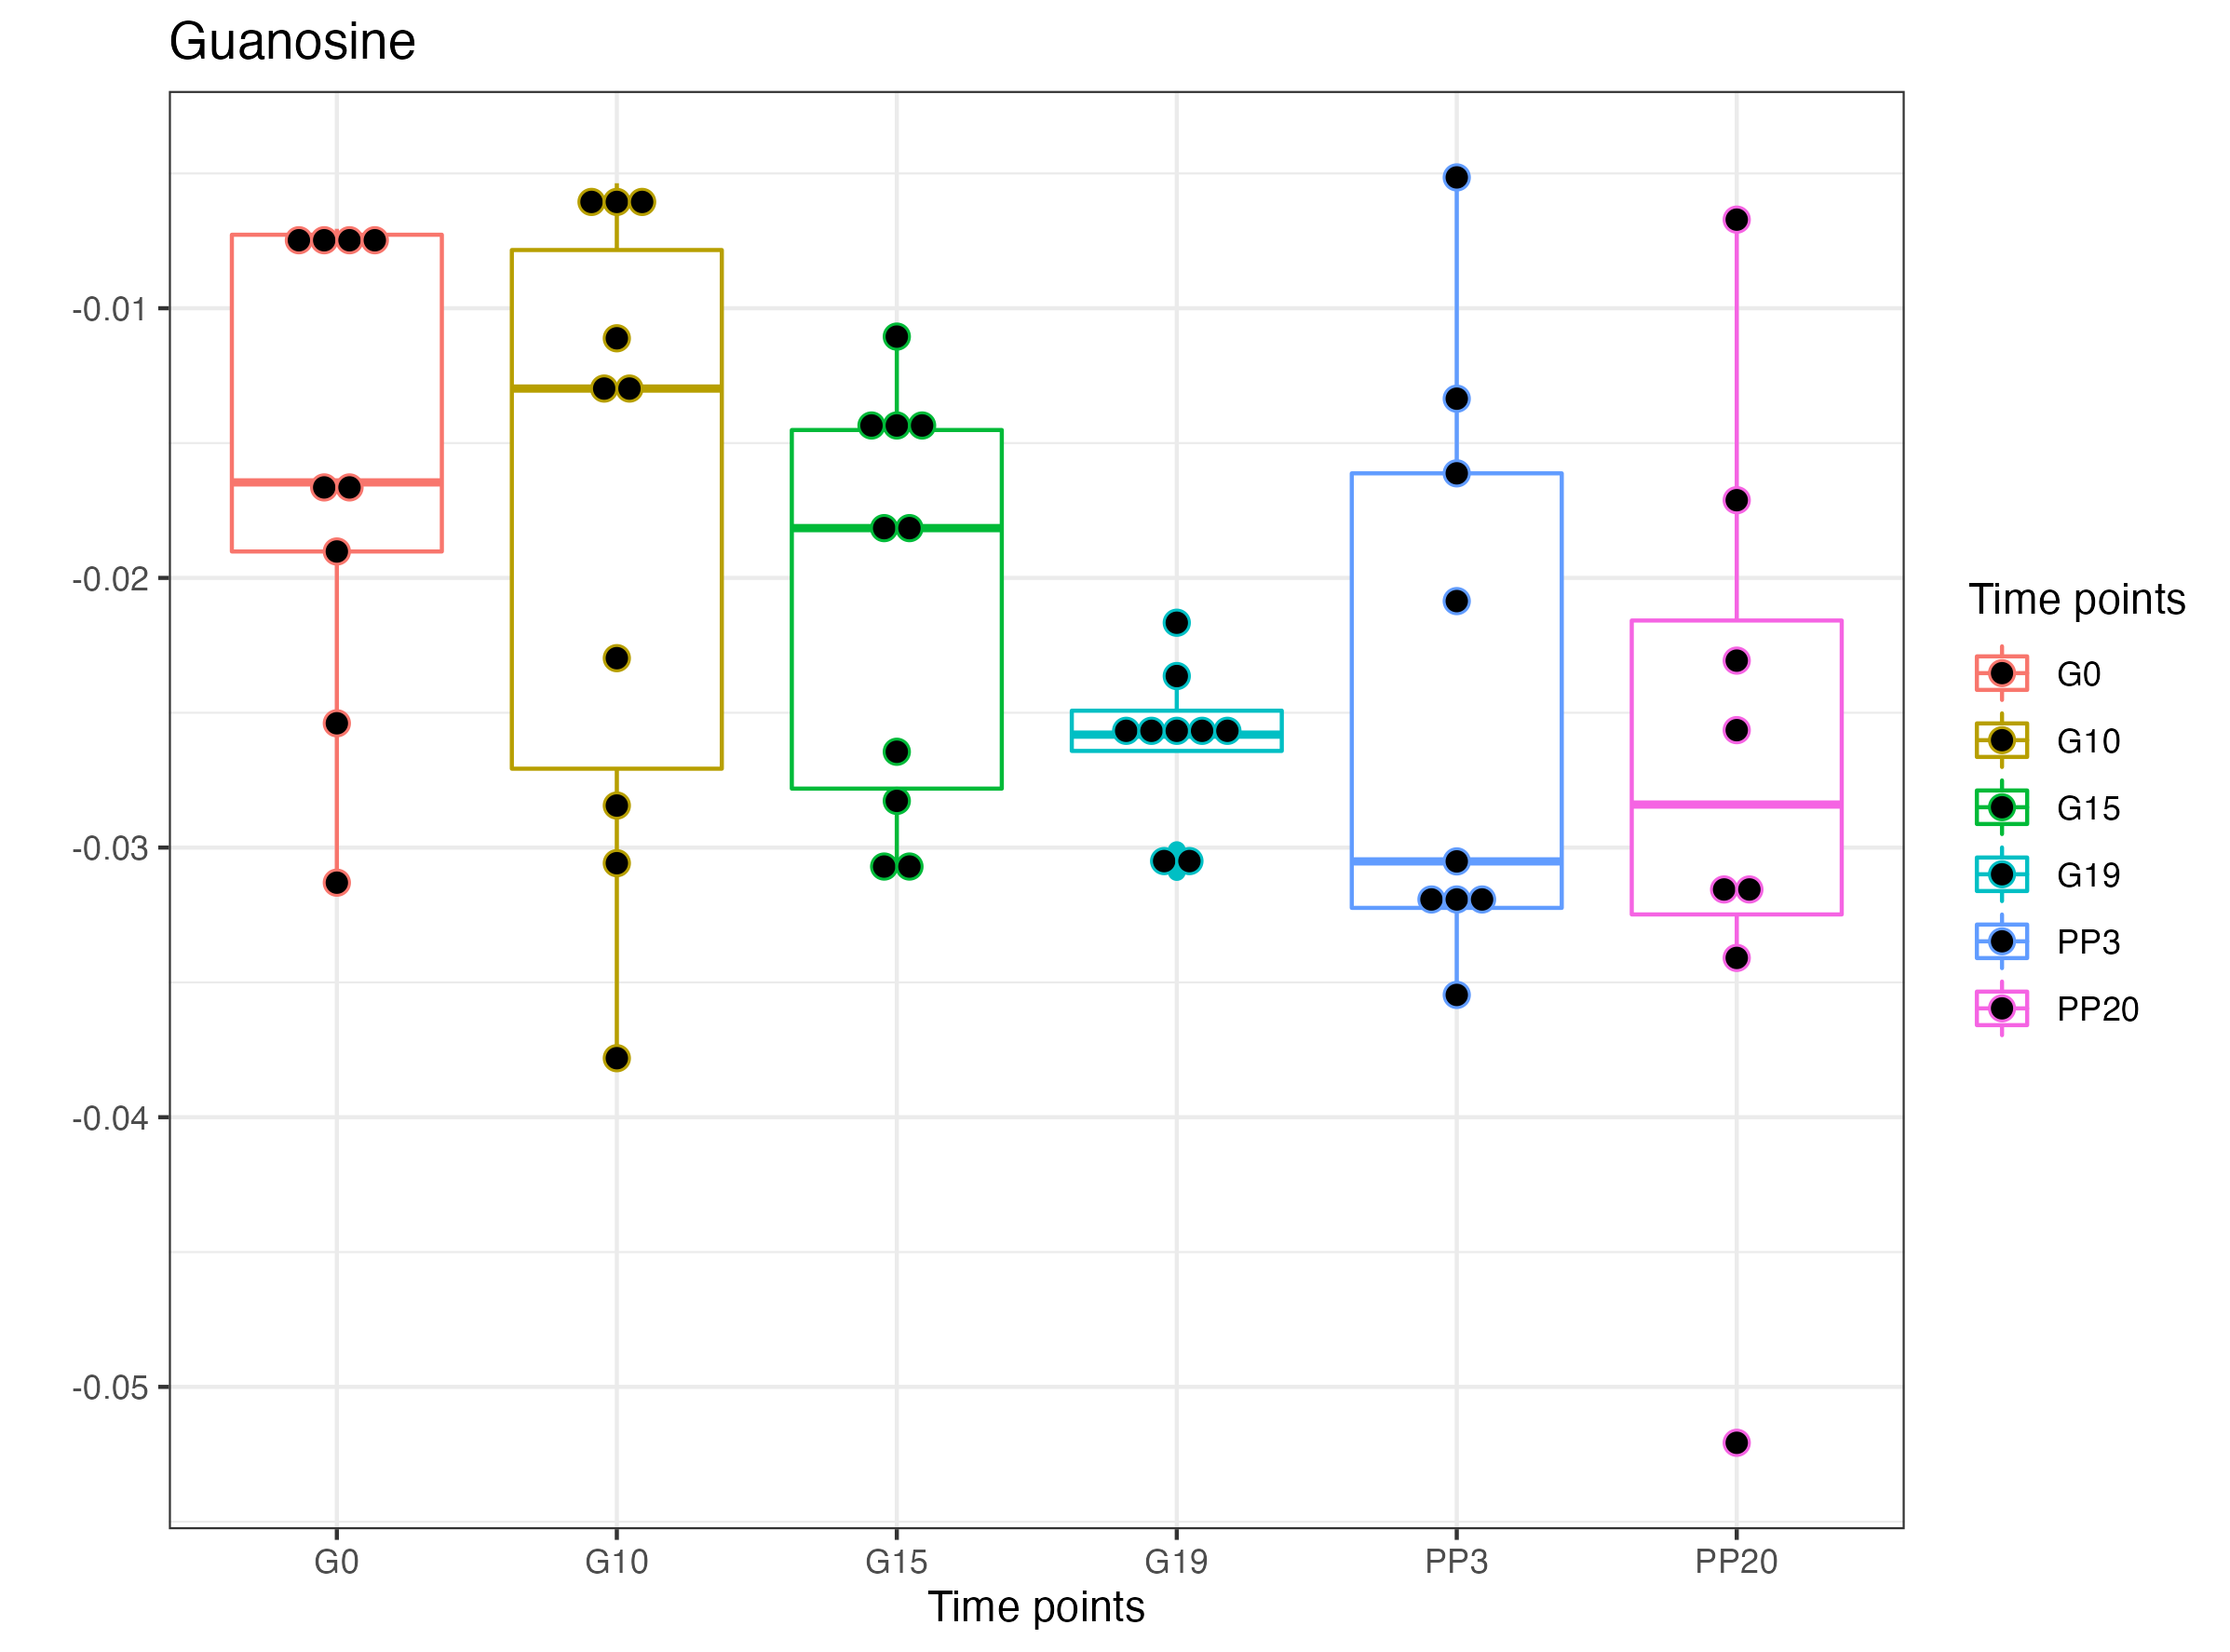 Guanosine
-0.01
-0.02
-0.03
-0.04
-0.05
G0 G10 G15 G19 PP3 PP20
Time points
Time points
G0
G10
G15
G19
PP3
PP20